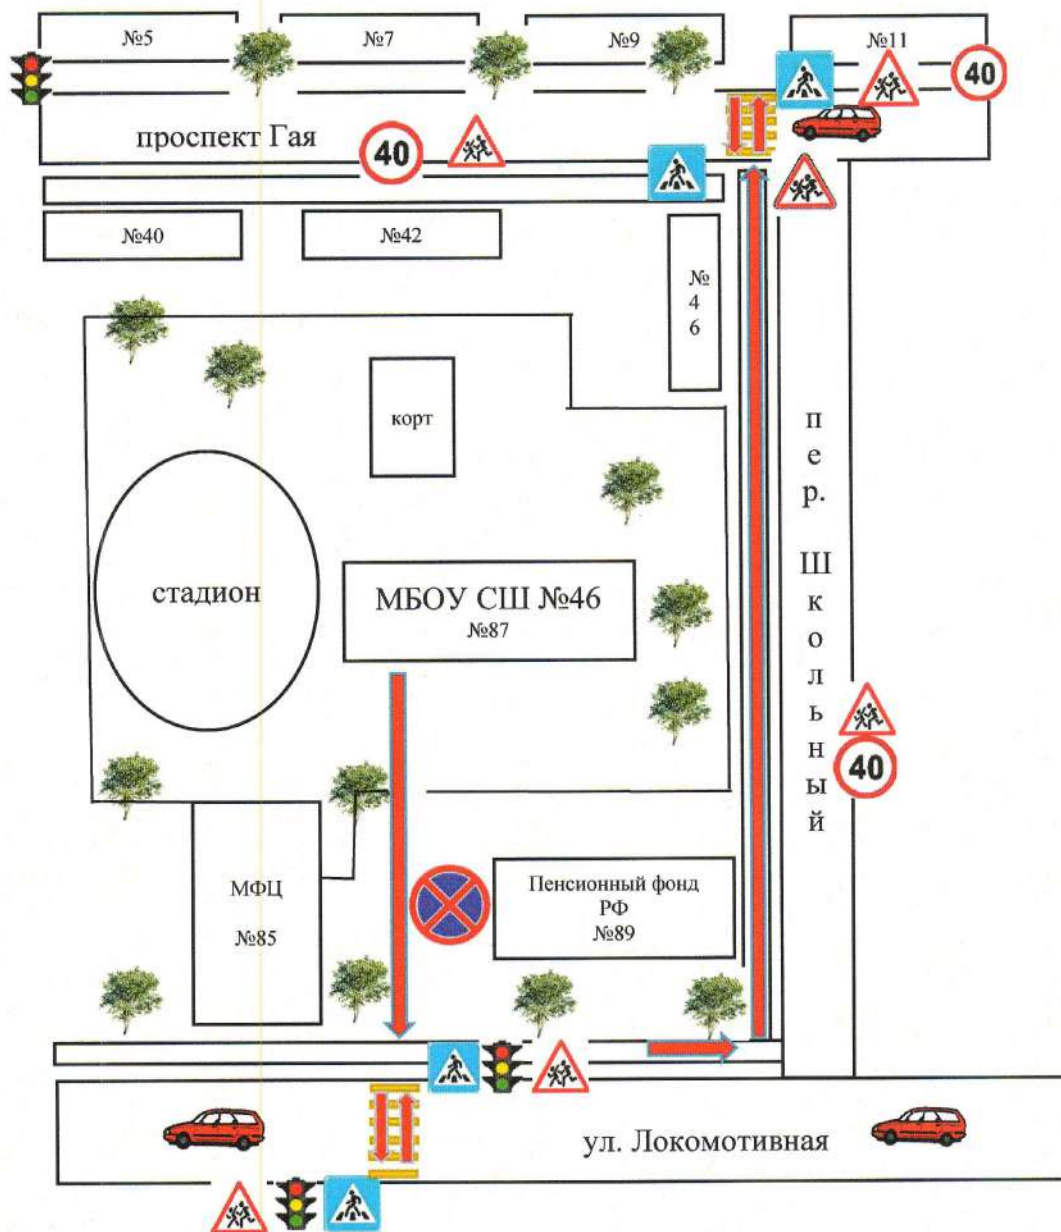 №5
№7
№9
№11
40
проспект Гая
40
№40
№42
№
4
6
корт
п
е
р.
Ш
к
о
л
ь
н
ы
й
стадион
МБОУ СШ №46
№87
40
МФЦ
№85
Пенсионный фонд
РФ
№89
ул. Локомотивная